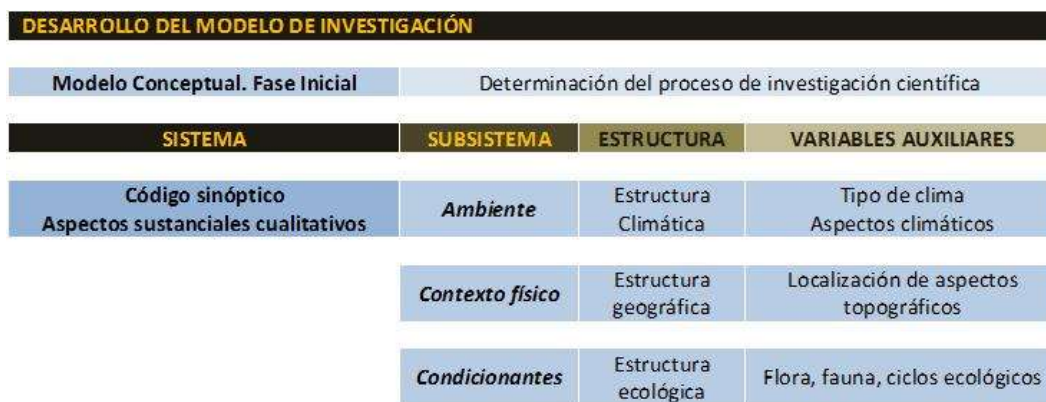 DESARROLLO DEL MODELO DE INVESTIGACIÓN
Modelo Conceptual. Fase Inicial
Determinación del proceso de investigación científica
SISTEMA
SUBSISTEMA
ESTRUCTURA
VARIABLES AUXILIARES
Código sinóptico
Aspectos sustanciales cualitativos
Ambiente
Estructura
Climática
Tipo de clima
Aspectos climáticos
Contexto físico
Estructura
geográfica
Localización de aspectos
topográficos
Condicionantes
Estructura
ecológica
Flora, fauna, ciclos ecológicos